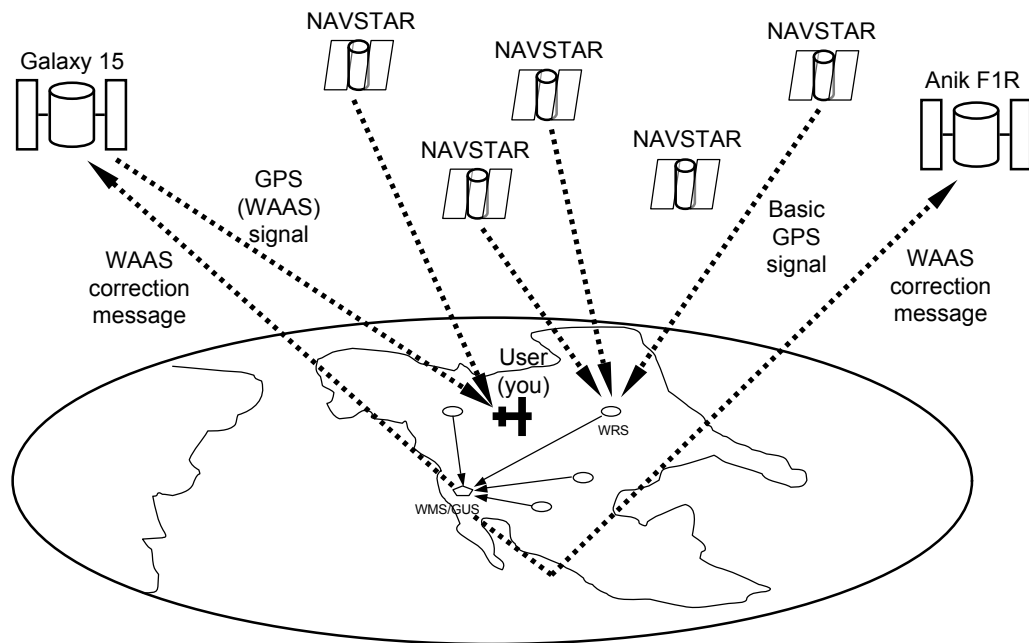 NAVSTAR
NAVSTAR
NAVSTAR
Galaxy 15
Anik F1R
NAVSTAR
NAVSTAR
GPS
(WAAS)
signal
Basic
GPS
signal
WAAS
correction
message
WAAS
correction
message
User
(you)
WRS
WMS/GUS